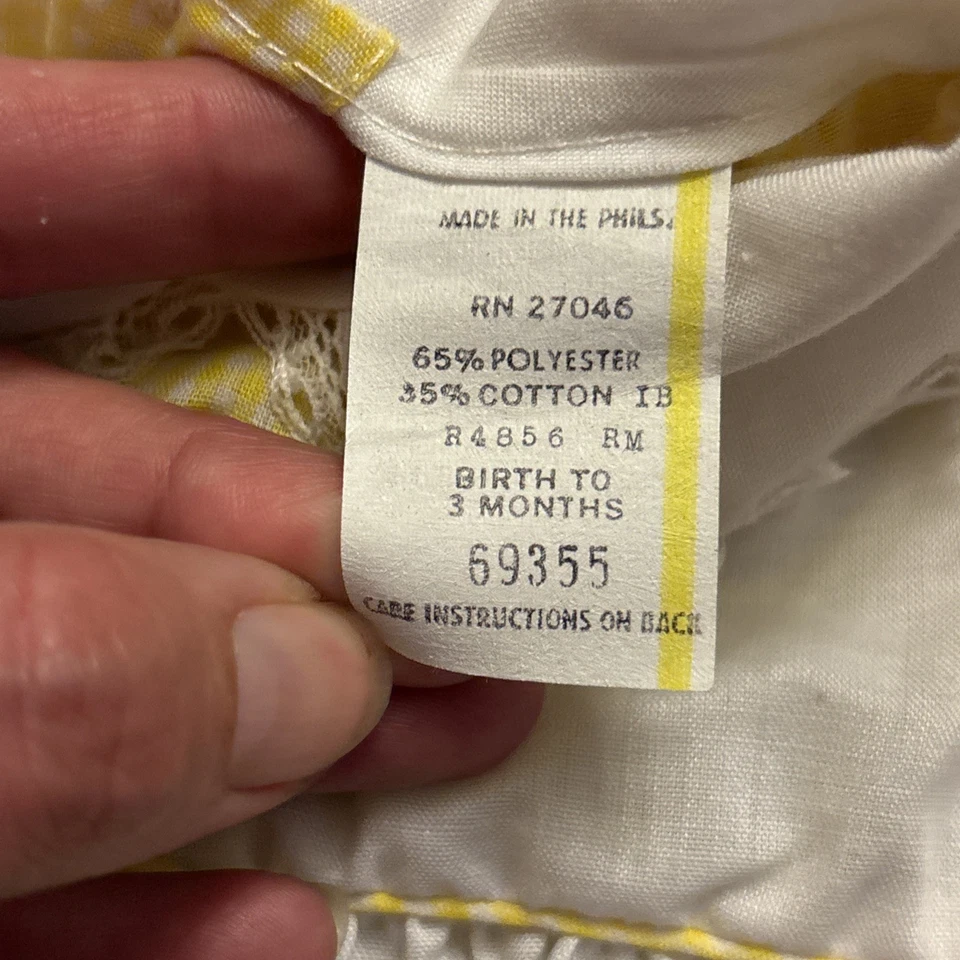 MADE IN THE PHILS.
RN 27046
65% POLYESTER
35% COTTON IB
R4856 RM
BIRTH TO
3 MONTHS
69355
CARE INSTRUCTIONS ON BACK